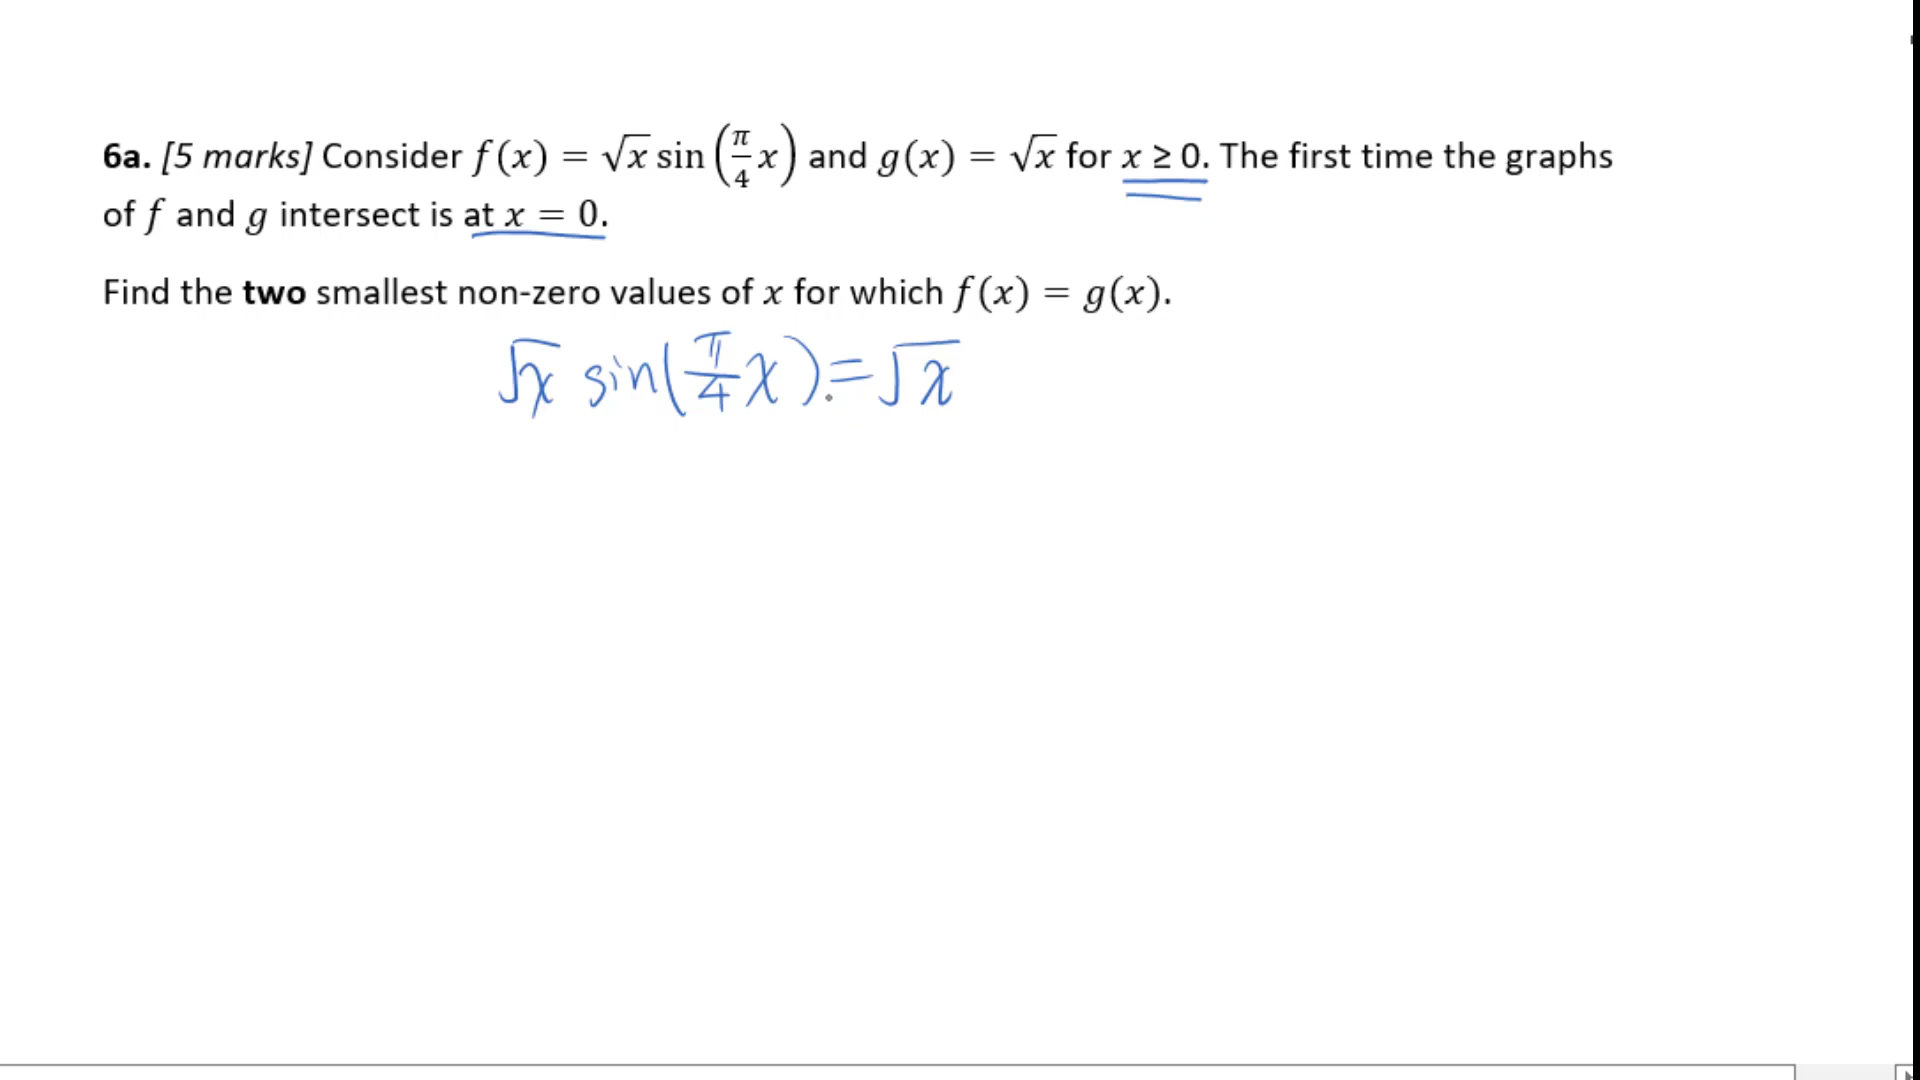 6a. [5 marks] Consider f(x) = √x sin(π/4 x) and g(x) = √x for x ≥ 0. The first time the graphs
of f and g intersect is at x = 0.
Find the two smallest non-zero values of x for which f(x) = g(x).
√x sin(π/4 x) = √x